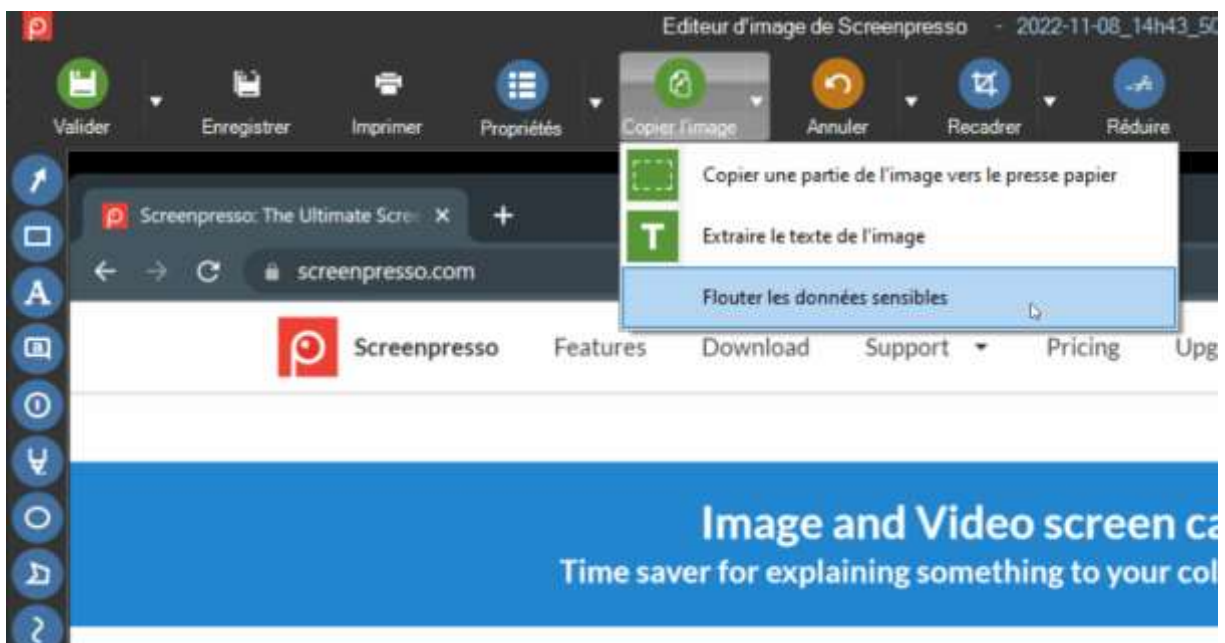 Editeur d'image de Screenpresso - 2022-11-08_14h43_50
Valider Enregistrer Imprimer Propriétés Copier l'image Annuler Recadrer Réduire
Copier une partie de l'image vers le presse papier
Screenpresso: The Ultimate Scre
T Extraire le texte de l'image
screenpresso.com
A
Flouter les données sensibles
a
Screenpresso Features Download Support Pricing Upg
Image and Video screen ca
Time saver for explaining something to your col